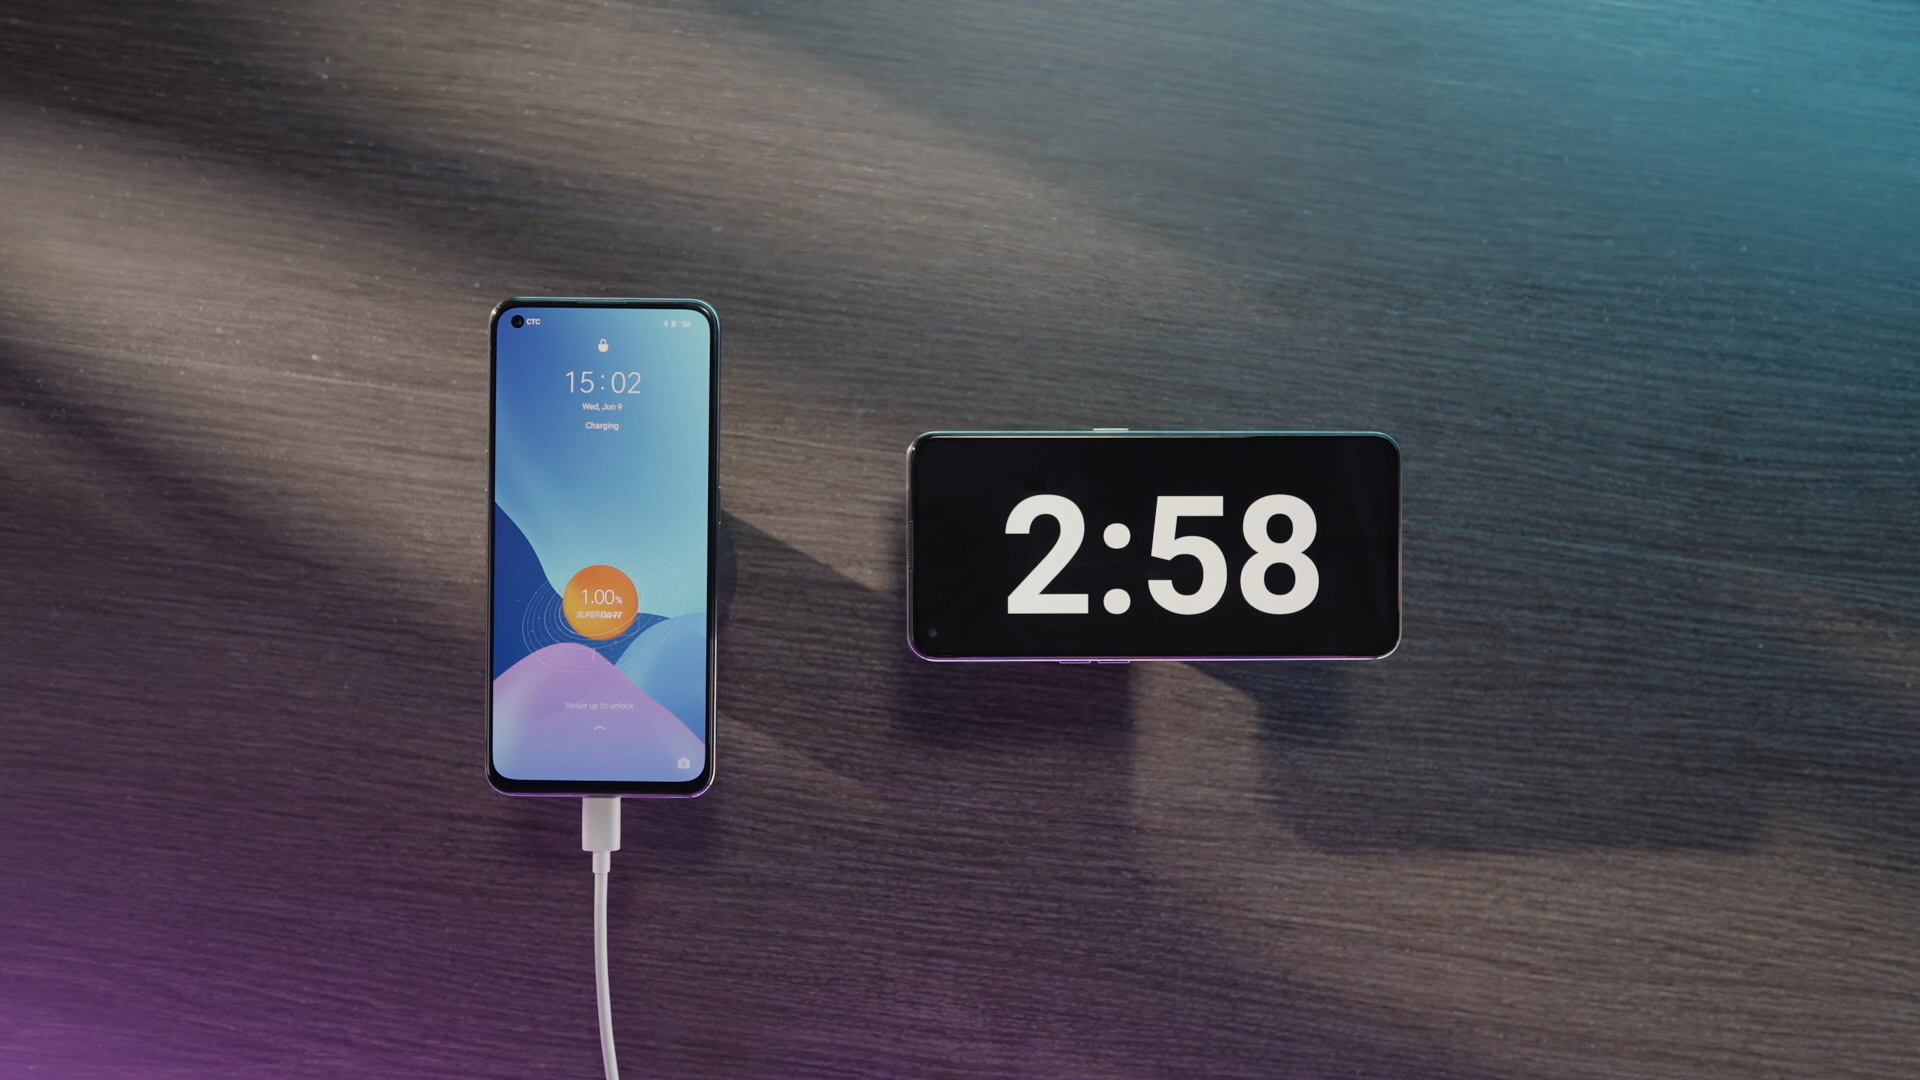 CTC
15:02
Wed, Jun 9
Charging
1.00%
SUPERDART
Swipe up to unlock
2:58